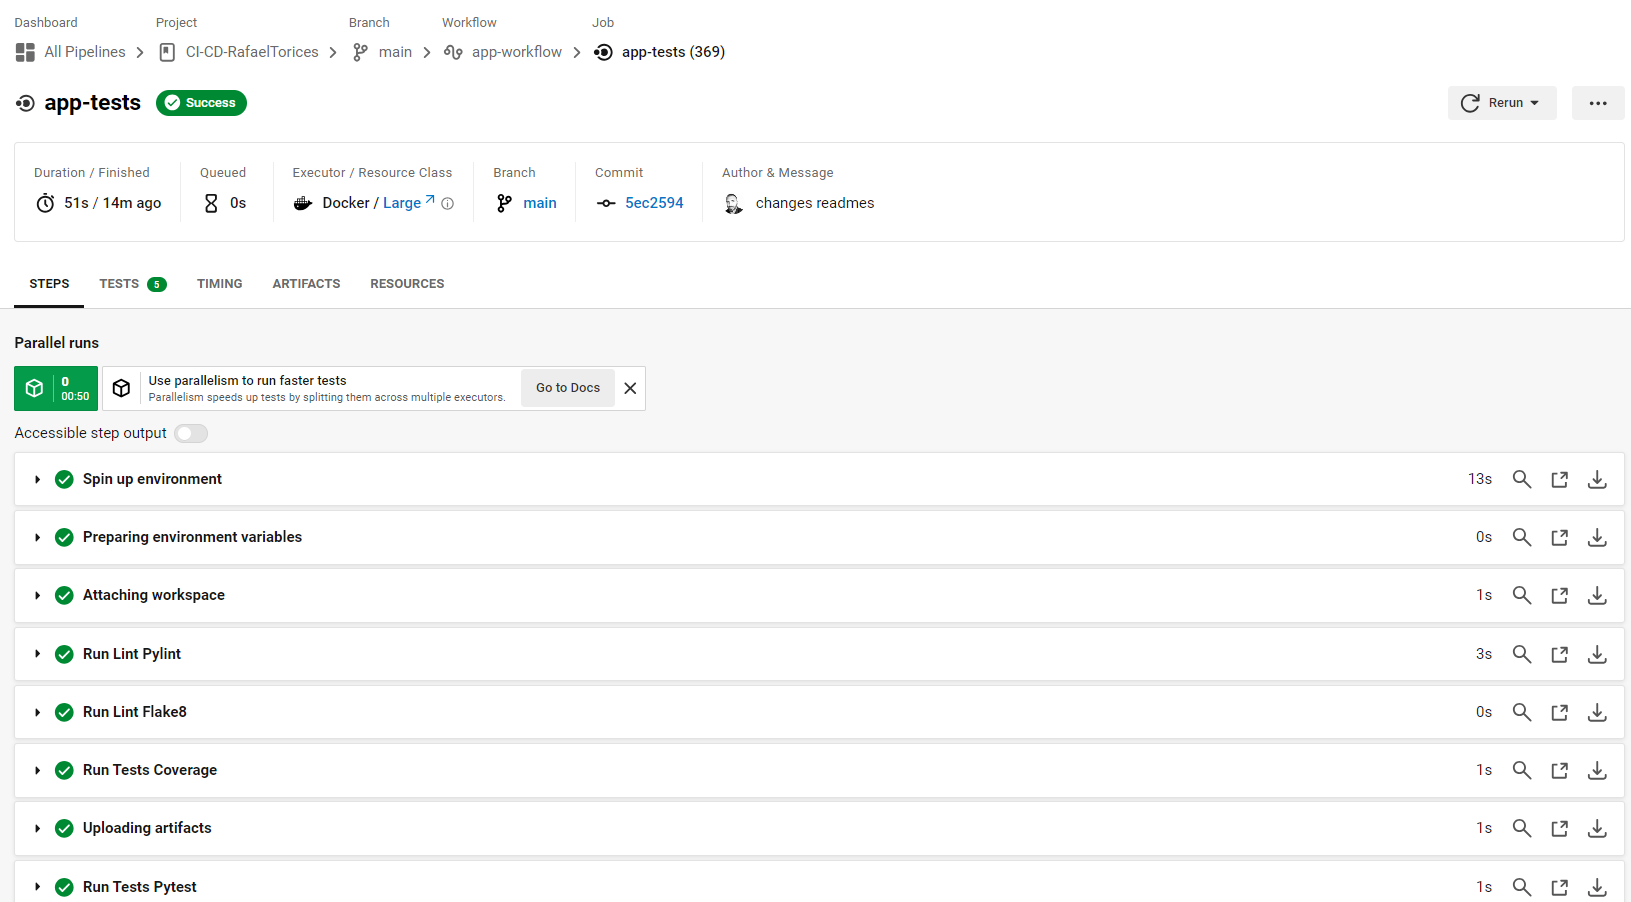 Dashboard Project Branch Workflow Job
All Pipelines CI-CD-RafaelTorices main app-workflow app-tests (369)
app-tests Success Rerun
Duration / Finished Queued Executor / Resource Class Branch Commit Author & Message
51s / 14m ago 0s Docker / Large main 5ec2594 changes readmes
STEPS TESTS 5 TIMING ARTIFACTS RESOURCES
Parallel runs
0
00:50
Use parallelism to run faster tests
Parallelism speeds up tests by splitting them across multiple executors.
Go to Docs
Accessible step output
Spin up environment 13s
Preparing environment variables 0s
Attaching workspace 1s
Run Lint Pylint 3s
Run Lint Flake8 0s
Run Tests Coverage 1s
Uploading artifacts 1s
Run Tests Pytest 1s